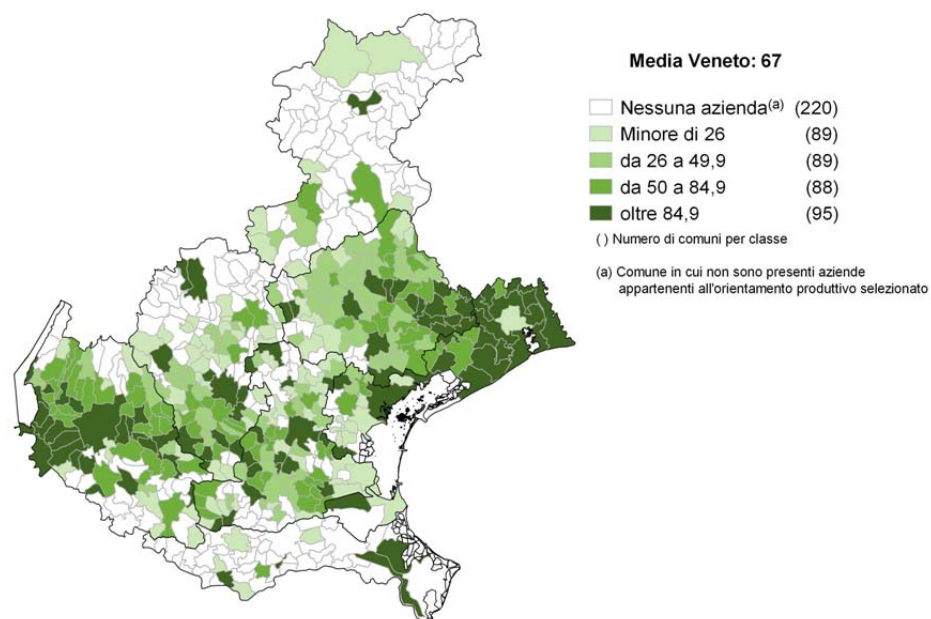 Media Veneto: 67
Nessuna azienda(a) (220)
Minore di 26 (89)
da 26 a 49,9 (89)
da 50 a 84,9 (88)
oltre 84,9 (95)
( ) Numero di comuni per classe
(a) Comune in cui non sono presenti aziende
appartenenti all'orientamento produttivo selezionato